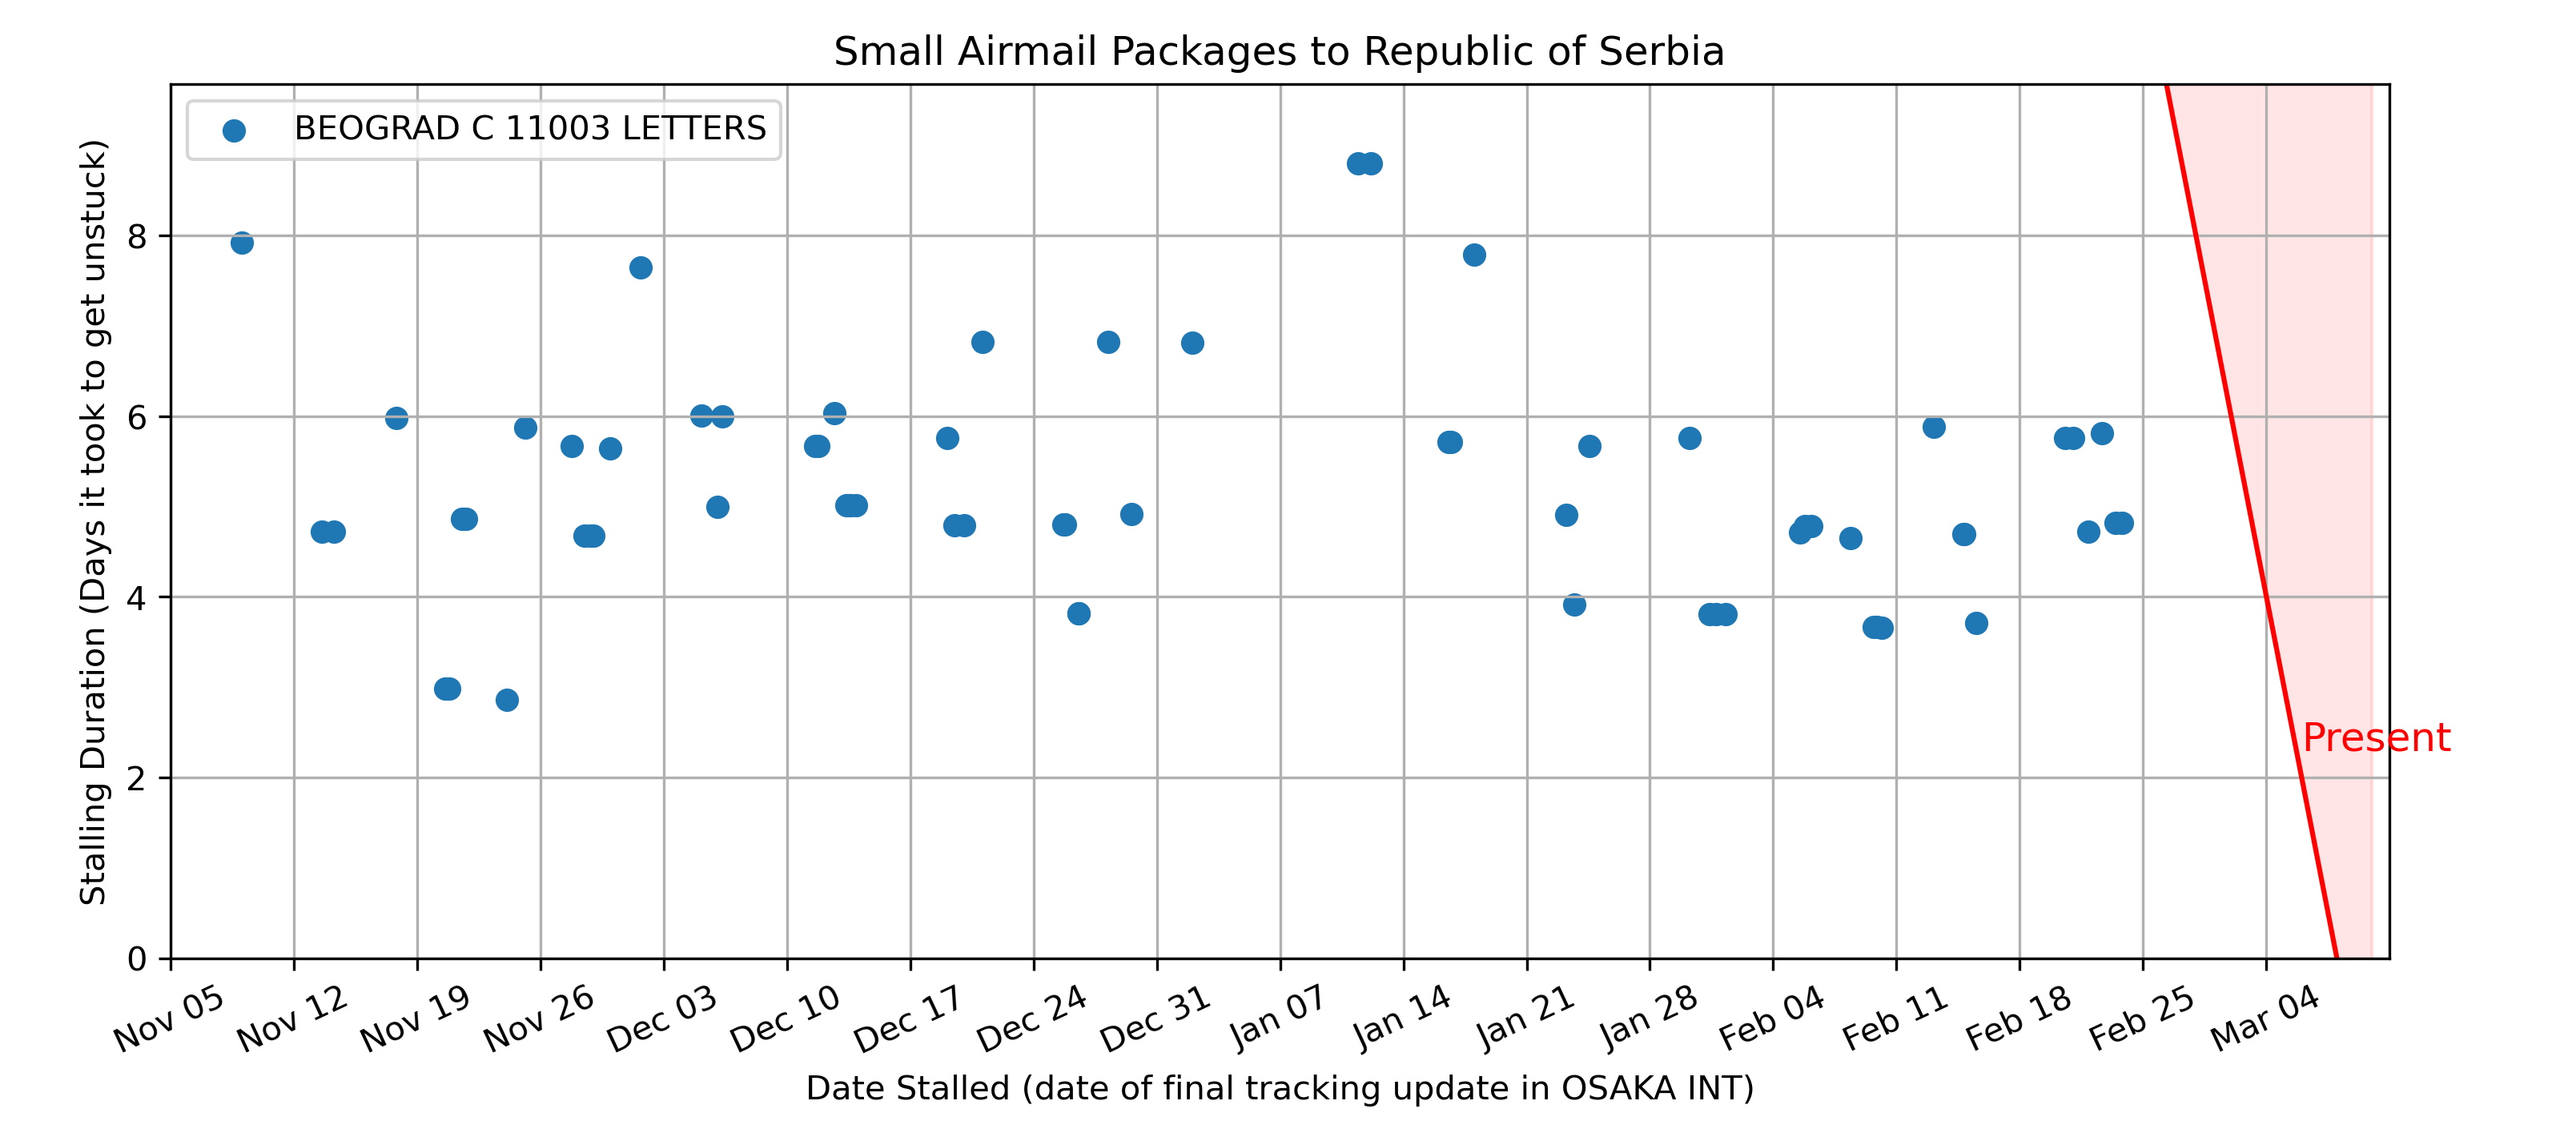 Small Airmail Packages to Republic of Serbia
BEOGRAD C 11003 LETTERS
Stalling Duration (Days it took to get unstuck)
8
6
4
2
0
Present
Nov 05
Nov 12
Nov 19
Nov 26
Dec 03
Dec 10
Dec 17
Dec 24
Dec 31
Jan 07
Jan 14
Jan 21
Jan 28
Feb 04
Feb 11
Feb 18
Feb 25
Mar 04
Date Stalled (date of final tracking update in OSAKA INT)